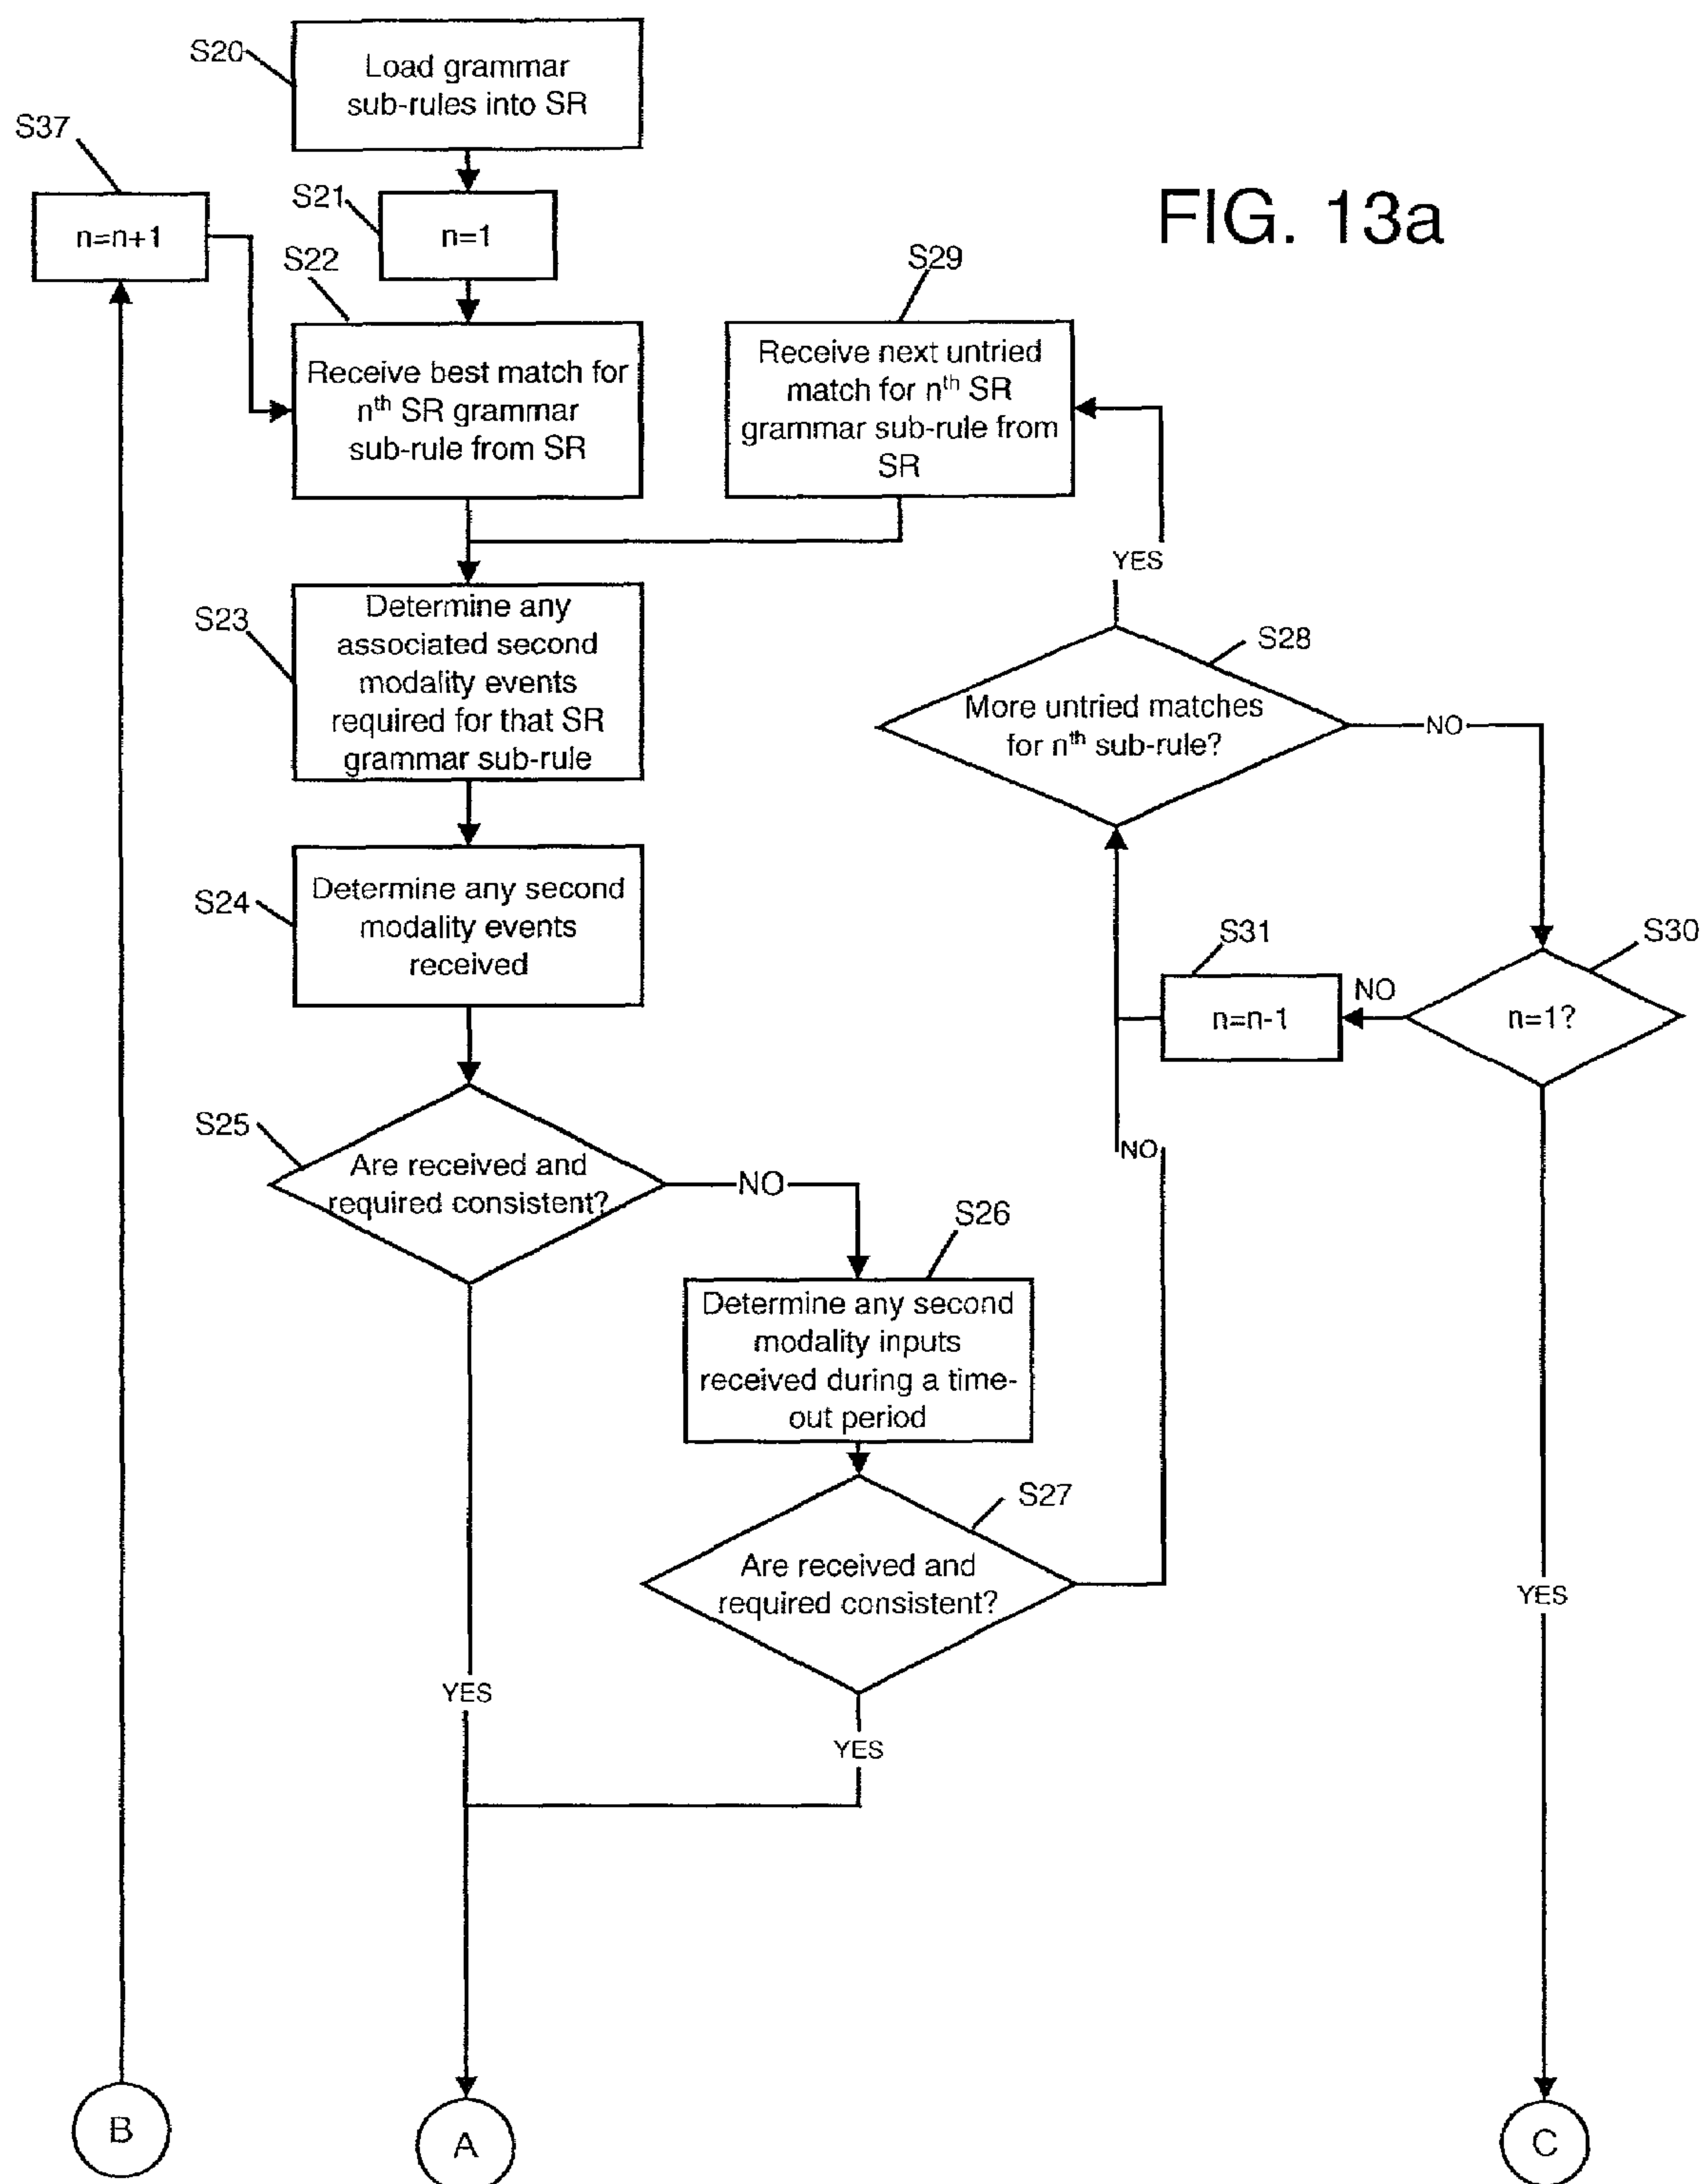 S20
Load grammar
sub-rules into SR
S37
FIG. 13a
S21
n=n+1
n=1
S22
S29
Receive best match for
nth SR grammar
sub-rule from SR
Receive next untried
match for nth SR
grammar sub-rule from
SR
YES
S23
Determine any
associated second
modality events
required for that SR
grammar sub-rule
S28
More untried matches
for nth sub-rule?
NO
S24
Determine any second
modality events
received
S31
S30
n=n-1
NO
n=1?
S25
Are received and
required consistent?
NO
NO
S26
Determine any second
modality inputs
received during a time-
out period
S27
Are received and
required consistent?
YES
YES
YES
B
A
C